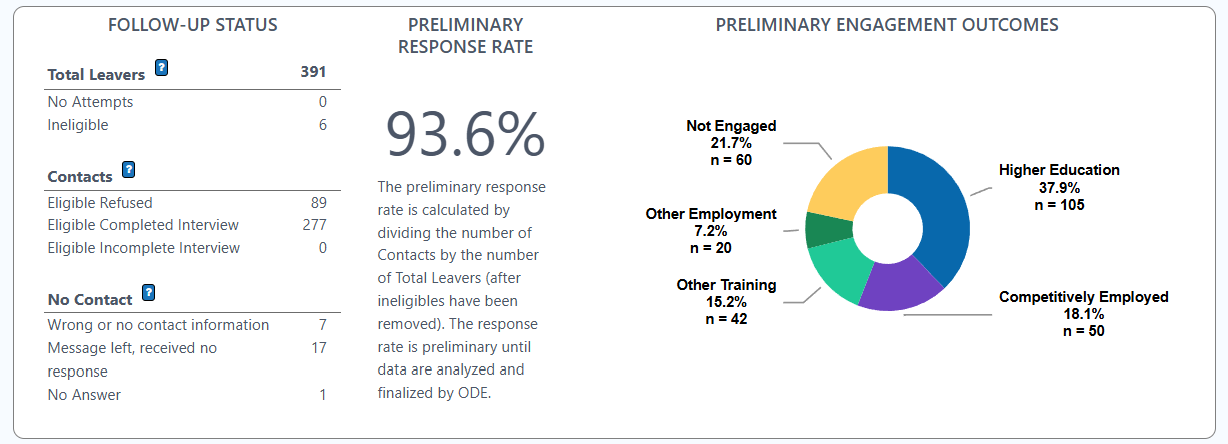 FOLLOW-UP STATUS
Total Leavers ? 391
No Attempts 0
Ineligible 6
Contacts ?
Eligible Refused 89
Eligible Completed Interview 277
Eligible Incomplete Interview 0
No Contact ?
Wrong or no contact information 7
Message left, received no 17
response
No Answer 1
PRELIMINARY
RESPONSE RATE
93.6%
The preliminary response
rate is calculated by
dividing the number of
Contacts by the number
of Total Leavers (after
ineligibles have been
removed). The response
rate is preliminary until
data are analyzed and
finalized by ODE.
PRELIMINARY ENGAGEMENT OUTCOMES
Not Engaged
21.7%
n = 60
Other Employment
7.2%
n = 20
Other Training
15.2%
n = 42
Higher Education
37.9%
n = 105
Competitively Employed
18.1%
n = 50